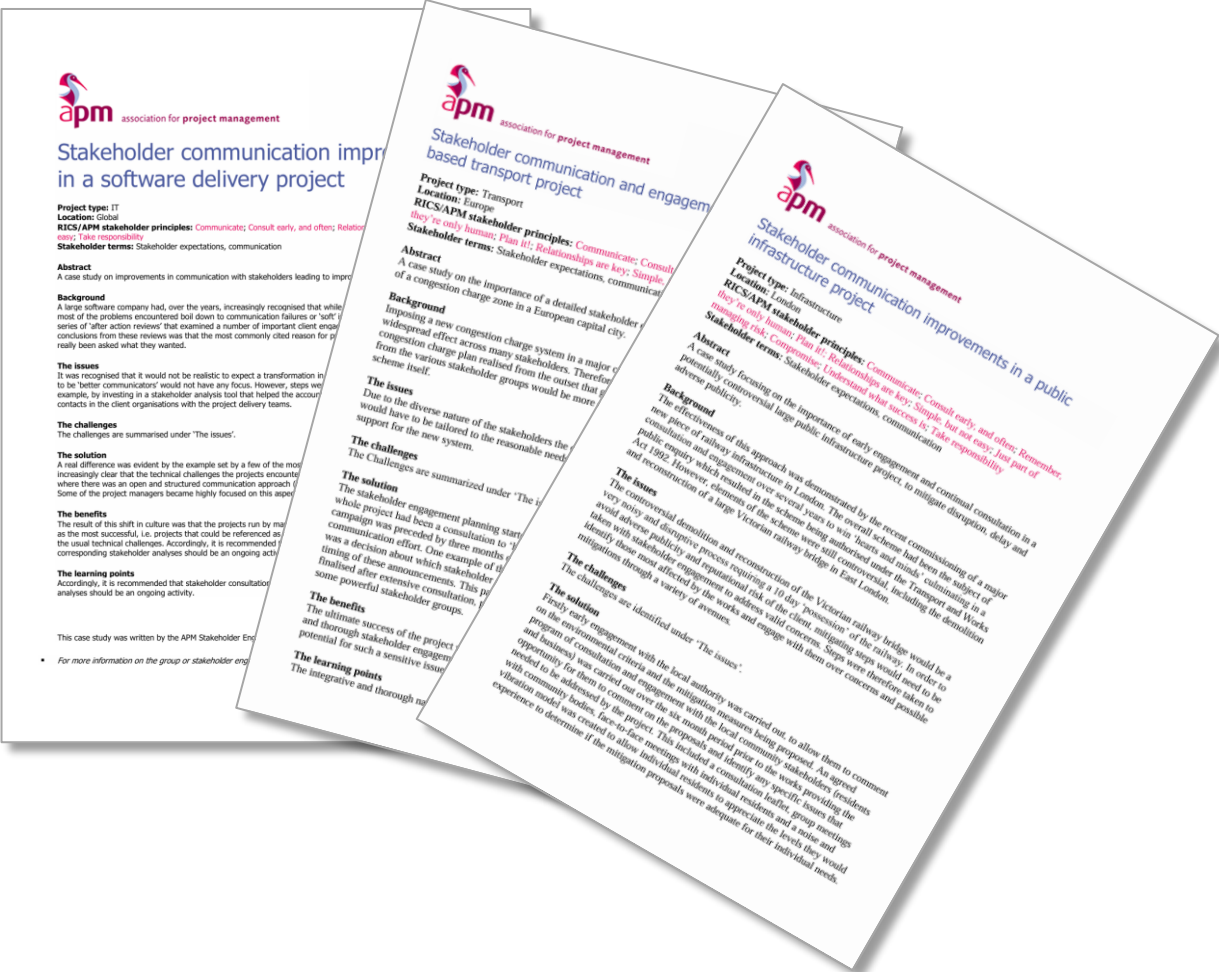 apm
association for project management
Stakeholder communication impr
in a software delivery project
Project type: IT
Location: Global
RICS/APM stakeholder principles: Communicate; Consult early, and often; Relation
easy; Take responsibility
Stakeholder terms: Stakeholder expectations, communication
Abstract
A case study on improvements in communication with stakeholders leading to impro
Background
A large software company had, over the years, increasingly recognised that while
most of the problems encountered boil down to communication failures or 'soft' i
series of 'after action reviews' that examined a number of important client enga
conclusions from these reviews was that the most commonly cited reason for p
really been asked what they wanted.
The issues
It was recognised that it would not be realistic to expect a transformation in
to be 'better communicators' would not have any focus. However, steps we
example, by investing in a stakeholder analysis tool that helped the accoun
contacts in the client organisations with the project delivery teams.
The challenges
The challenges are summarised under 'The issues'.
The solution
A real difference was evident by the example set by a few of the mos
increasingly clear that the technical challenges the projects encounte
where there was an open and structured communication approach (
Some of the project managers became highly focused on this aspec
The benefits
The result of this shift in culture was that the projects run by ma
as the most successful, i.e. projects that could be referenced as
the usual technical challenges. Accordingly, it is recommended
corresponding stakeholder analyses should be an ongoing activ
The learning points
Accordingly, it is recommended that stakeholder consultation
analyses should be an ongoing activity.
This case study was written by the APM Stakeholder Eng
• For more information on the group or stakeholder eng
apm
association for project management
Stakeholder communication and engagem
based transport project
Project type: Transport
Location: Europe
RICS/APM stakeholder principles: Communicate; Consult
they're only human; Plan it!; Relationships are key; Simple,
Stakeholder terms: Stakeholder expectations, communicat
Abstract
A case study on the importance of a detailed stakeholder
of a congestion charge zone in a European capital city.
Background
Imposing a new congestion charge system in a major c
widespread effect across many stakeholders. Therefor
congestion charge plan realised from the outset that
from the various stakeholder groups would be more
scheme itself.
The issues
Due to the diverse nature of the stakeholders the
would have to be tailored to the reasonable need
support for the new system.
The challenges
The Challenges are summarized under 'The i
The solution
The stakeholder engagement planning start
whole project had been a consultation to '
campaign was preceded by three months
communication effort. One example of th
was a decision about which stakeholder
timing of these announcements. This pa
finalised after extensive consultation,
some powerful stakeholder groups.
The benefits
The ultimate success of the project
and thorough stakeholder engagem
potential for such a sensitive issue
The learning points
The integrative and thorough na
apm
association for project management
Stakeholder communication improvements in a public
infrastructure project
Project type: Infrastructure
Location: London
RICS/APM stakeholder principles: Communicate; Consult early, and often; Remember,
they're only human; Plan it!; Relationships are key; Simple, but not easy; Just part of
managing risk; Compromise; Understand what success is; Take responsibility
Stakeholder terms: Stakeholder expectations, communication
Abstract
A case study focusing on the importance of early engagement and continual consultation in a
potentially controversial large public infrastructure project, to mitigate disruption, delay and
adverse publicity.
Background
The effectiveness of this approach was demonstrated by the recent commissioning of a major
new piece of railway infrastructure in London. The overall scheme had been the subject of
consultation and engagement over several years to win 'hearts and minds' culminating in a
public enquiry which resulted in the scheme being authorised under the Transport and Works
Act 1992. However, elements of the scheme were still controversial, including the demolition
and reconstruction of a large Victorian railway bridge in East London.
The issues
The controversial demolition and reconstruction of the Victorian railway bridge would be a
very noisy and disruptive process requiring a 10 day 'possession' of the railway. In order to
avoid adverse publicity and reputational risk of the client, mitigating steps would need to be
taken with stakeholder engagement to address valid concerns. Steps were therefore taken to
identify those most affected by the works and engage with them over concerns and possible
mitigations through a variety of avenues.
The challenges
The challenges are identified under 'The issues'.
The solution
Firstly early engagement with the local authority was carried out, to allow them to comment
on the environmental criteria and the mitigation measures being proposed. An agreed
program of consultation and engagement with the local community stakeholders (residents
and business) was carried out over the six month period prior to the works providing the
opportunity for them to comment on the proposals and identify any specific issues that
needed to be addressed by the project. This included a consultation leaflet, group meetings
with community bodies, face-to-face meetings with individual residents and a noise and
vibration model was created to allow individual residents to appreciate the levels they would
experience to determine if the mitigation proposals were adequate for their individual needs.